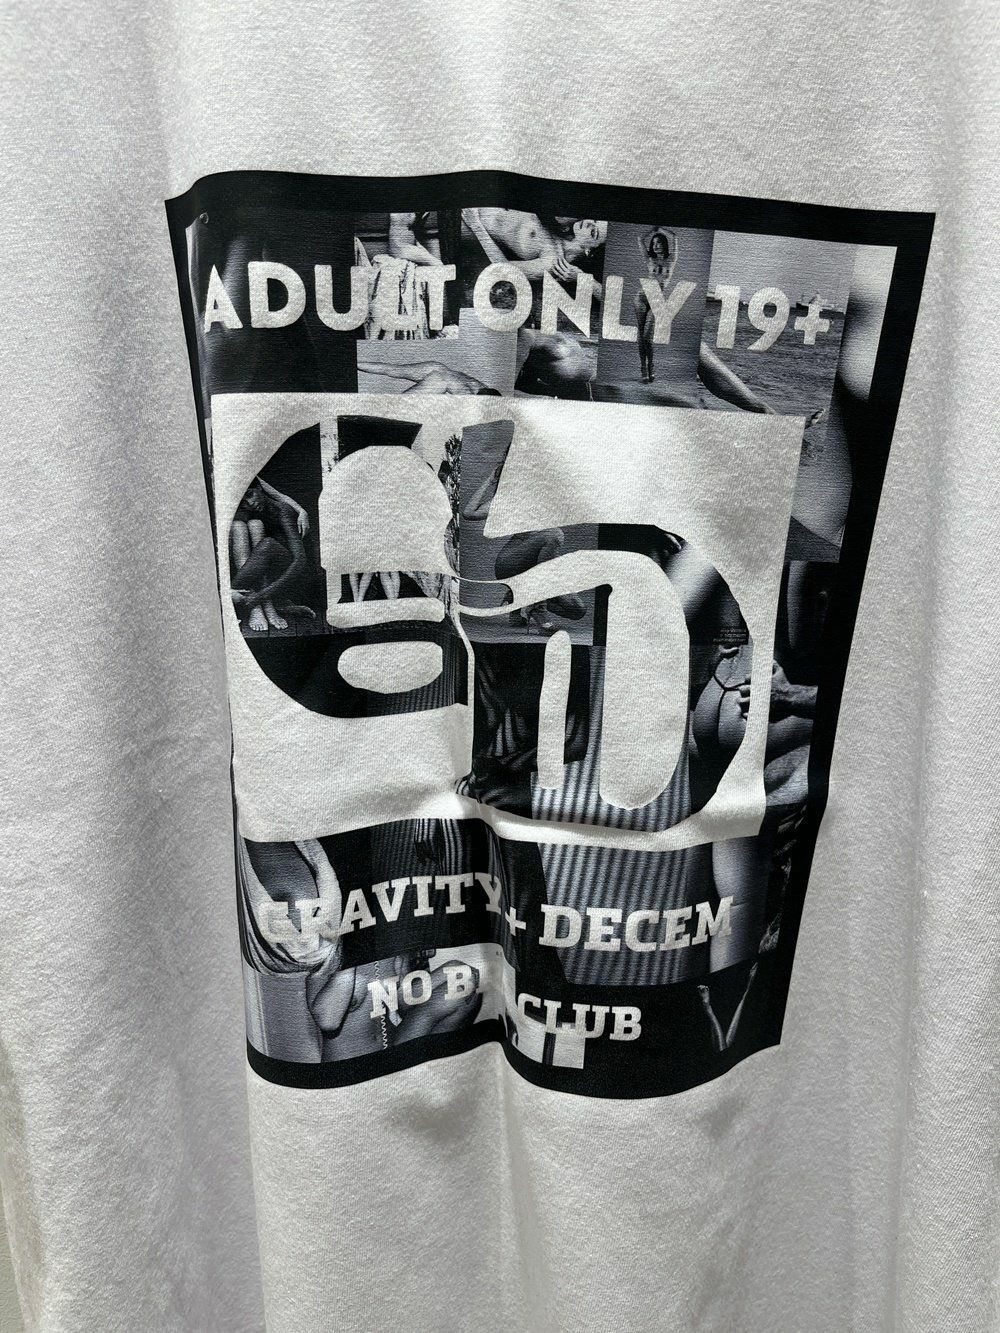 ADULT ONLY 19+
GRAVITY + DECEM
NO CLUB